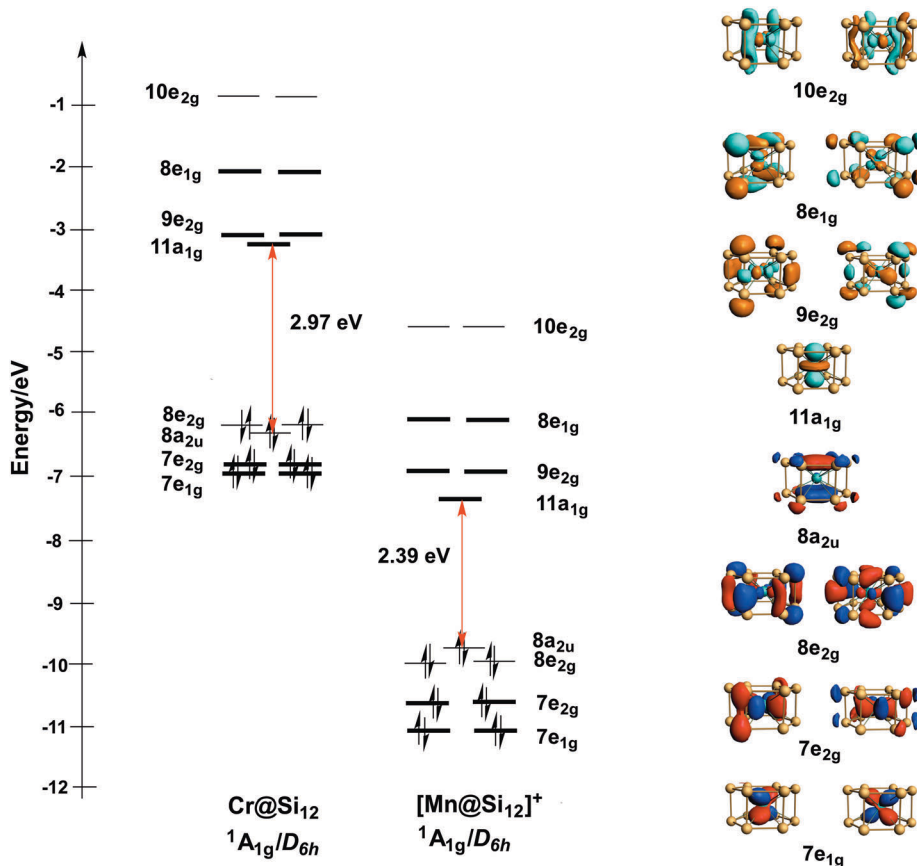 Energy/eV
-1
-2
-3
-4
-5
-6
-7
-8
-9
-10
-11
-12
10e2g
8e1g
9e2g
11a1g
2.97 eV
8e2g
8a2u
7e2g
7e1g
Cr@Si12
1A1g/D6h
10e2g
8e1g
9e2g
11a1g
2.39 eV
8a2u
8e2g
7e2g
7e1g
[Mn@Si12]+
1A1g/D6h
10e2g
8e1g
9e2g
11a1g
8a2u
8e2g
7e2g
7e1g